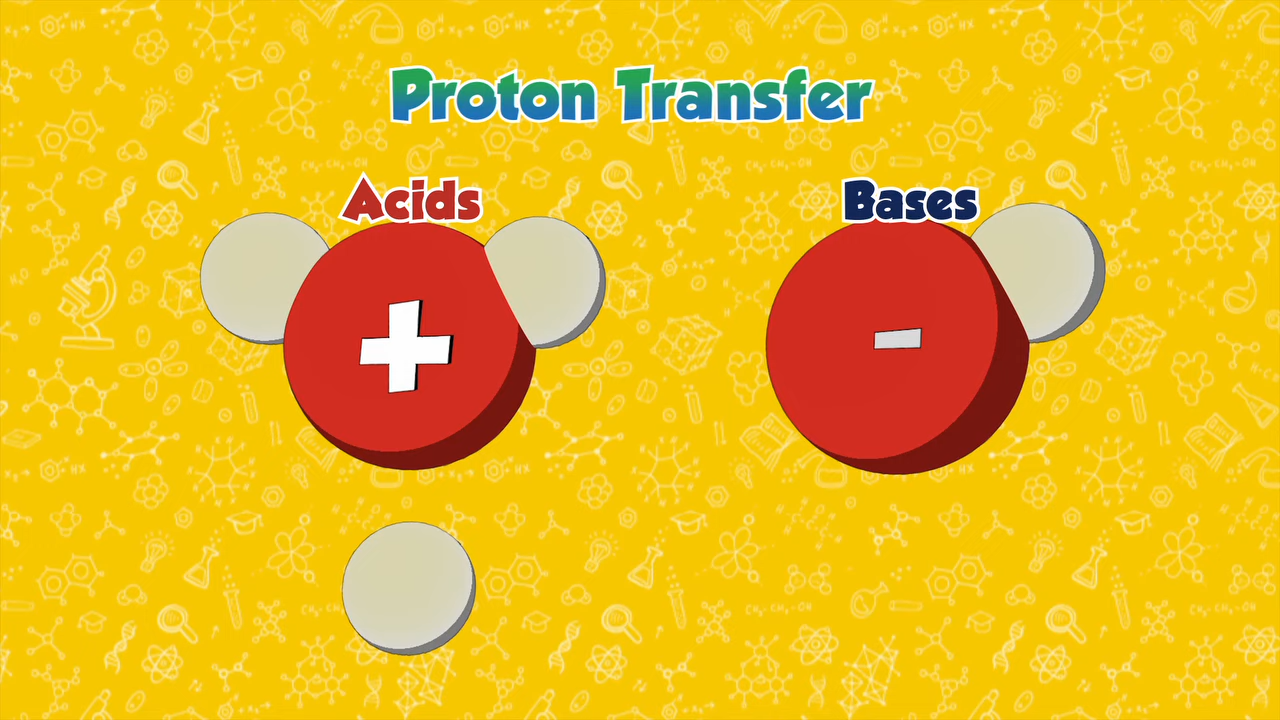 Proton Transfer
Acids
Bases
+
-